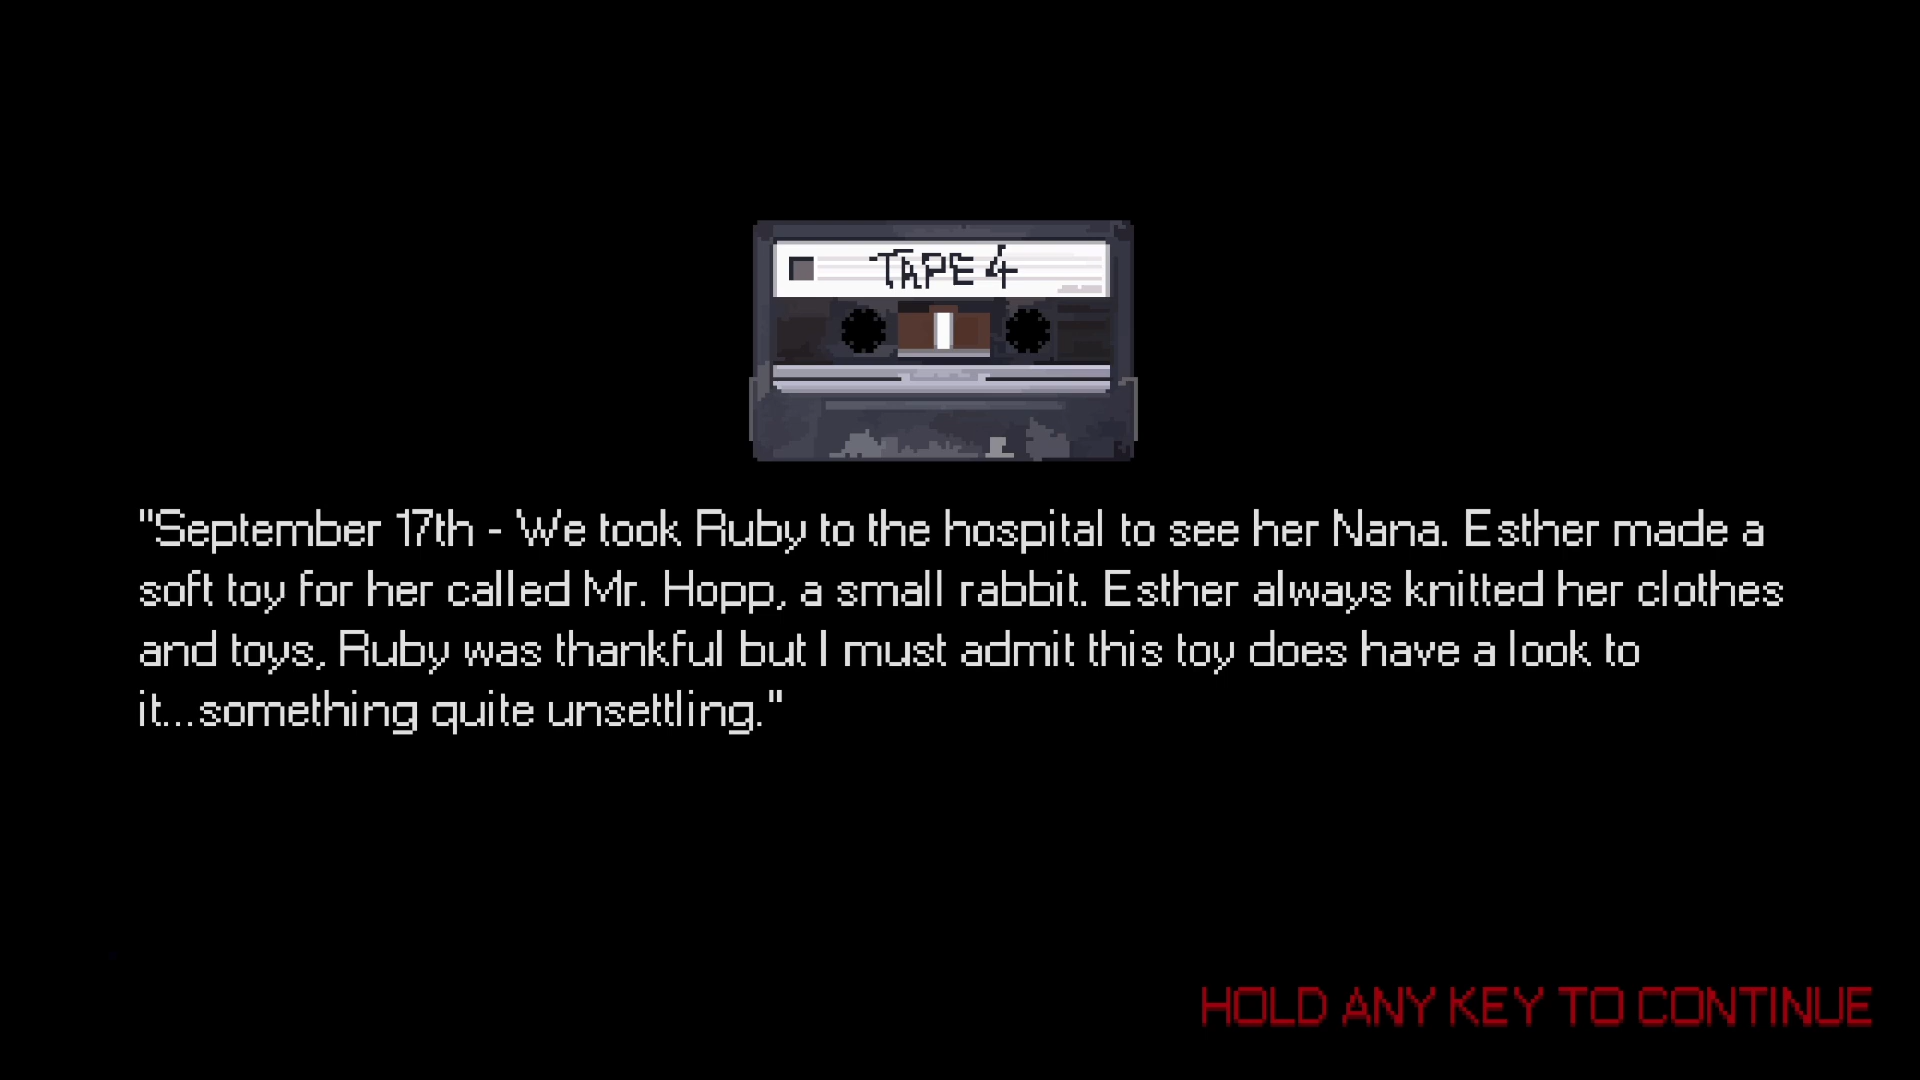 TAPE 4
"September 17th - We took Ruby to the hospital to see her Nana. Esther made a
soft toy for her called Mr. Hopp, a small rabbit. Esther always knitted her clothes
and toys, Ruby was thankful but I must admit this toy does have a look to
it...something quite unsettling."
HOLD ANY KEY TO CONTINUE